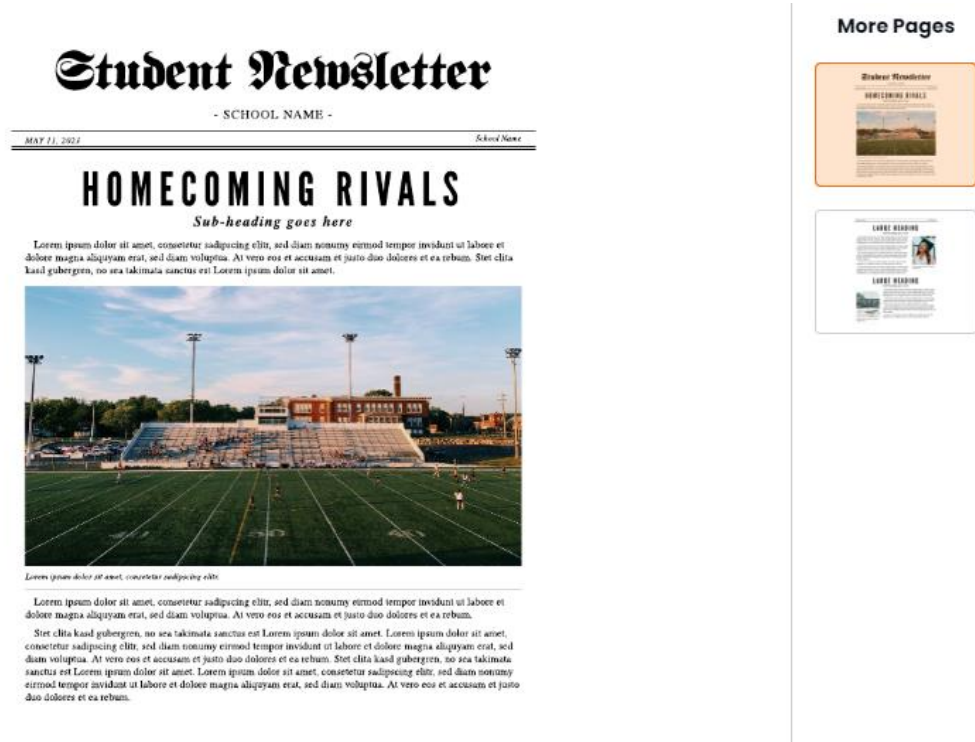 Student Newsletter
- SCHOOL NAME -
MAY 11, 2023
School Name
HOMECOMING RIVALS
Sub-heading goes here
Lorem ipsum dolor sit amet, consetetur sadipscing elitr, sed diam nonumy eirmod tempor invidunt ut labore et
dolore magna aliquyam erat, sed diam voluptua. At vero eos et accusam et justo duo dolores et ea rebum. Stet clita
kasd gubergren, no sea takimata sanctus est Lorem ipsum dolor sit amet.
Lorem ipsum dolor sit amet, consetetur sadipscing elitr.
Lorem ipsum dolor sit amet, consetetur sadipscing elitr, sed diam nonumy eirmod tempor invidunt ut labore et
dolore magna aliquyam erat, sed diam voluptua. At vero eos et accusam et justo duo dolores et ea rebum.
Stet clita kasd gubergren, no sea takimata sanctus est Lorem ipsum dolor sit amet. Lorem ipsum dolor sit amet,
consetetur sadipscing elitr, sed diam nonumy eirmod tempor invidunt ut labore et dolore magna aliquyam erat, sed
diam voluptua. At vero eos et accusam et justo duo dolores et ea rebum. Stet clita kasd gubergren, no sea takimata
sanctus est Lorem ipsum dolor sit amet. Lorem ipsum dolor sit amet, consetetur sadipscing elitr, sed diam nonumy
eirmod tempor invidunt ut labore et dolore magna aliquyam erat, sed diam voluptua. At vero eos et accusam et justo
duo dolores et ea rebum.
More Pages
Student Newsletter
HOMECOMING RIVALS
LARGE HEADING
LARGE HEADING